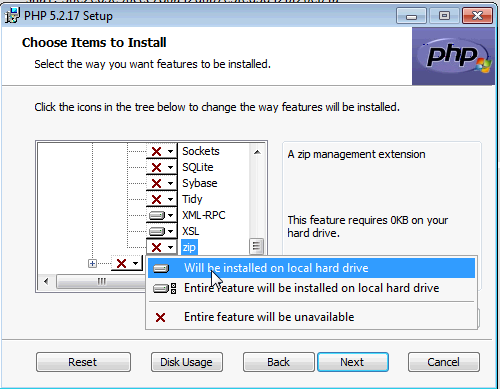 PHP 5.2.17 Setup
Choose Items to Install
Select the way you want features to be installed.
php
Click the icons in the tree below to change the way features will be installed.
Sockets
SQLite
Sybase
Tidy
XML-RPC
XSL
zip
A zip management extension
This feature requires 0KB on your
hard drive.
Will be installed on local hard drive
Entire feature will be installed on local hard drive
Entire feature will be unavailable
Reset
Disk Usage
Back
Next
Cancel